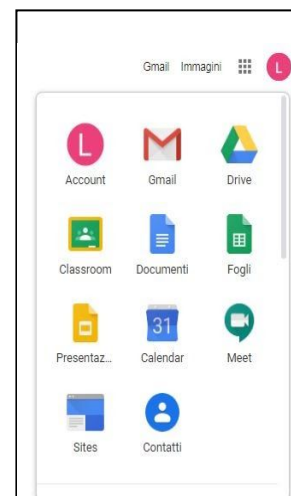 Gmail Immagini L
L
Account Gmail Drive
Classroom Documenti Fogli
31
Presentaz... Calendar Meet
Sites Contatti